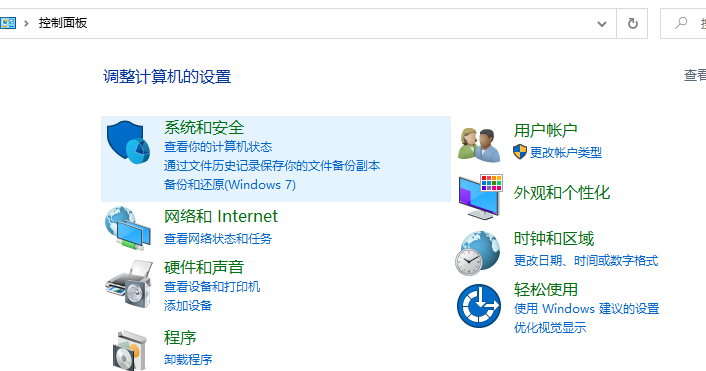 控制面板
调整计算机的设置
查看
系统和安全
查看你的计算机状态
通过文件历史记录保存你的文件备份副本
备份和还原(Windows 7)
网络和 Internet
查看网络状态和任务
硬件和声音
查看设备和打印机
添加设备
程序
卸载程序
用户帐户
更改帐户类型
外观和个性化
时钟和区域
更改日期、时间或数字格式
轻松使用
使用 Windows 建议的设置
优化视觉显示